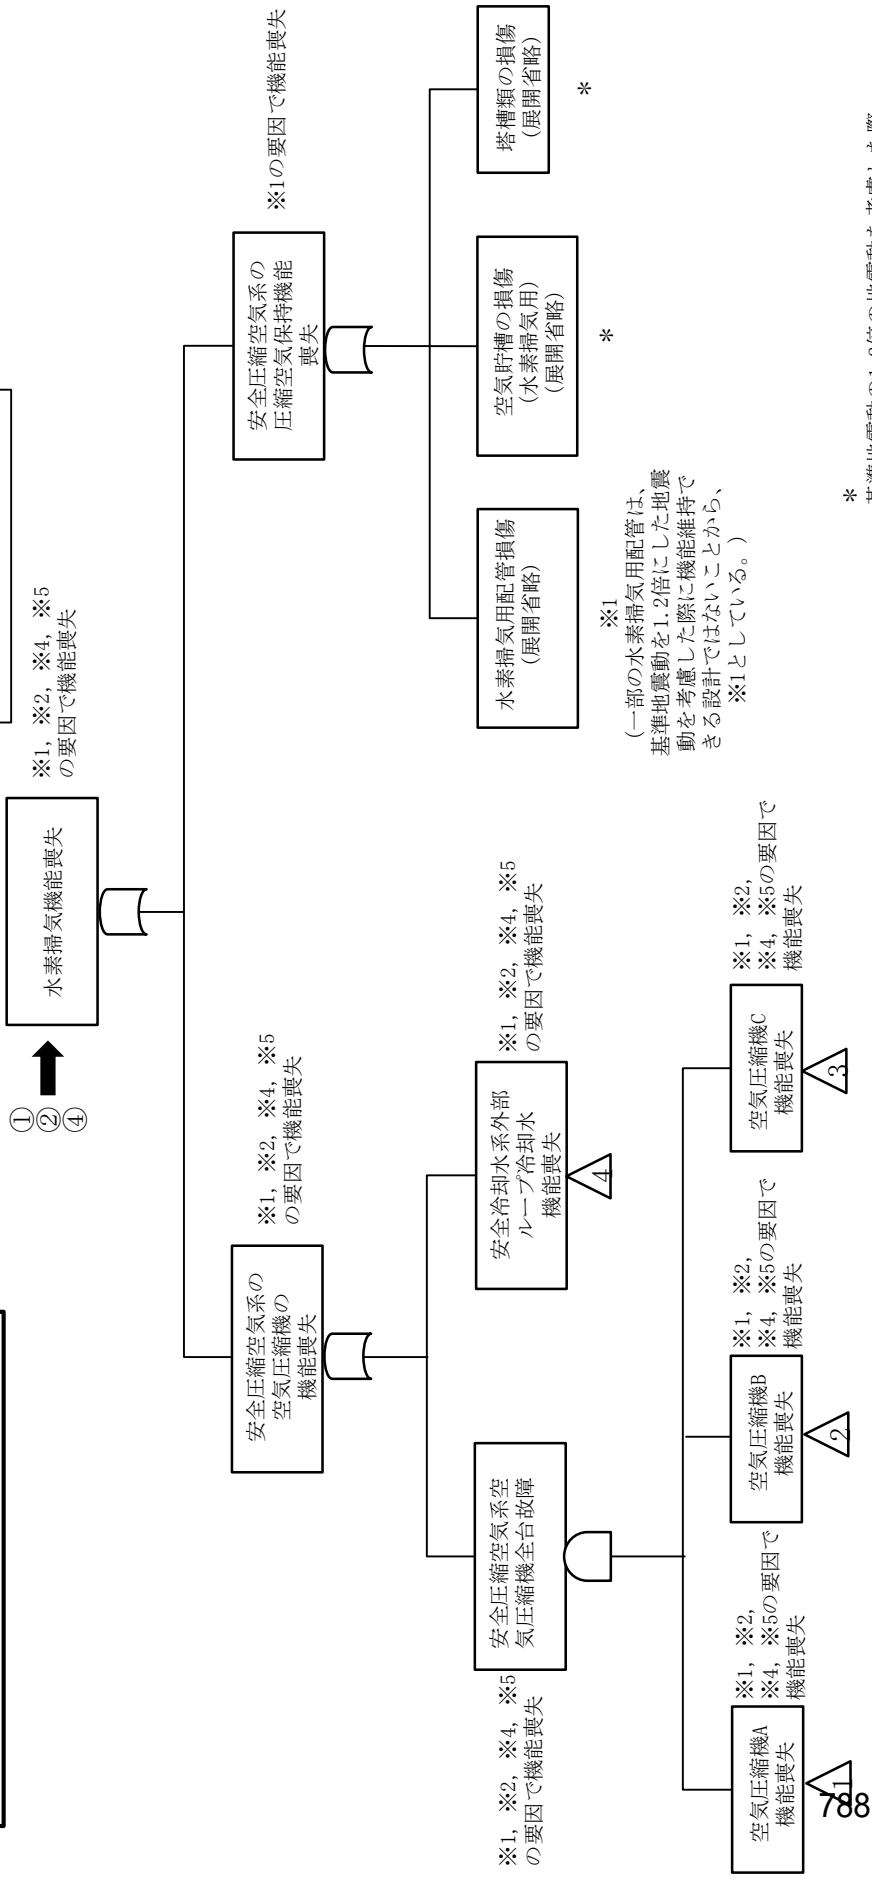 ①
②
④
水素掃気機能喪失
※1, ※2, ※4, ※5
の要因で機能喪失
安全圧縮空気系の
空気圧縮機の
機能喪失
※1, ※2, ※4, ※5
の要因で機能喪失
安全圧縮空気系の
圧縮空気保持機能
喪失
※1の要因で機能喪失
※1, ※2, ※4, ※5
の要因で機能喪失
安全圧縮空気系空
気圧縮機全台故障
安全冷却水系外部
ループ冷却水
機能喪失
4
※1, ※2, ※4, ※5
の要因で機能喪失
水素掃気用配管損傷
(展開省略)
※1
(一部の水素掃気用配管は、
基準地震動を1.2倍にした地震
動を考慮した際に機能維持で
きる設計ではないことから、
※1としている。)
空気貯槽の損傷
(水素掃気用)
(展開省略)
*
塔槽類の損傷
(展開省略)
*
空気圧縮機A
機能喪失
1
※1, ※2,
※4, ※5の要因で
機能喪失
空気圧縮機B
機能喪失
2
※1, ※2,
※4, ※5の要因で
機能喪失
空気圧縮機C
機能喪失
3
※1, ※2,
※4, ※5の要因で
機能喪失
*
788